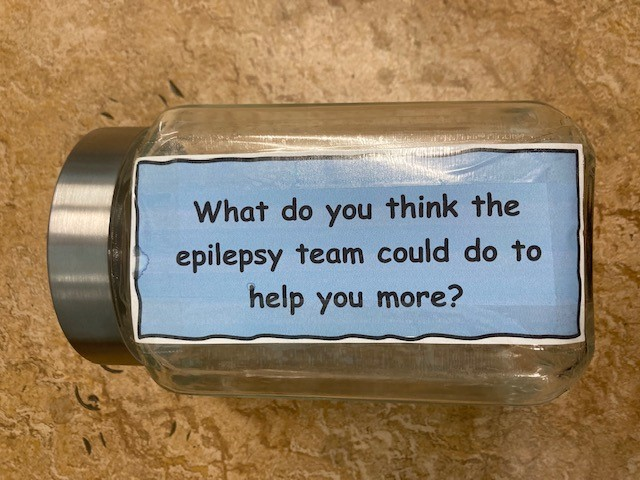 What do you think the
epilepsy team could do to
help you more?